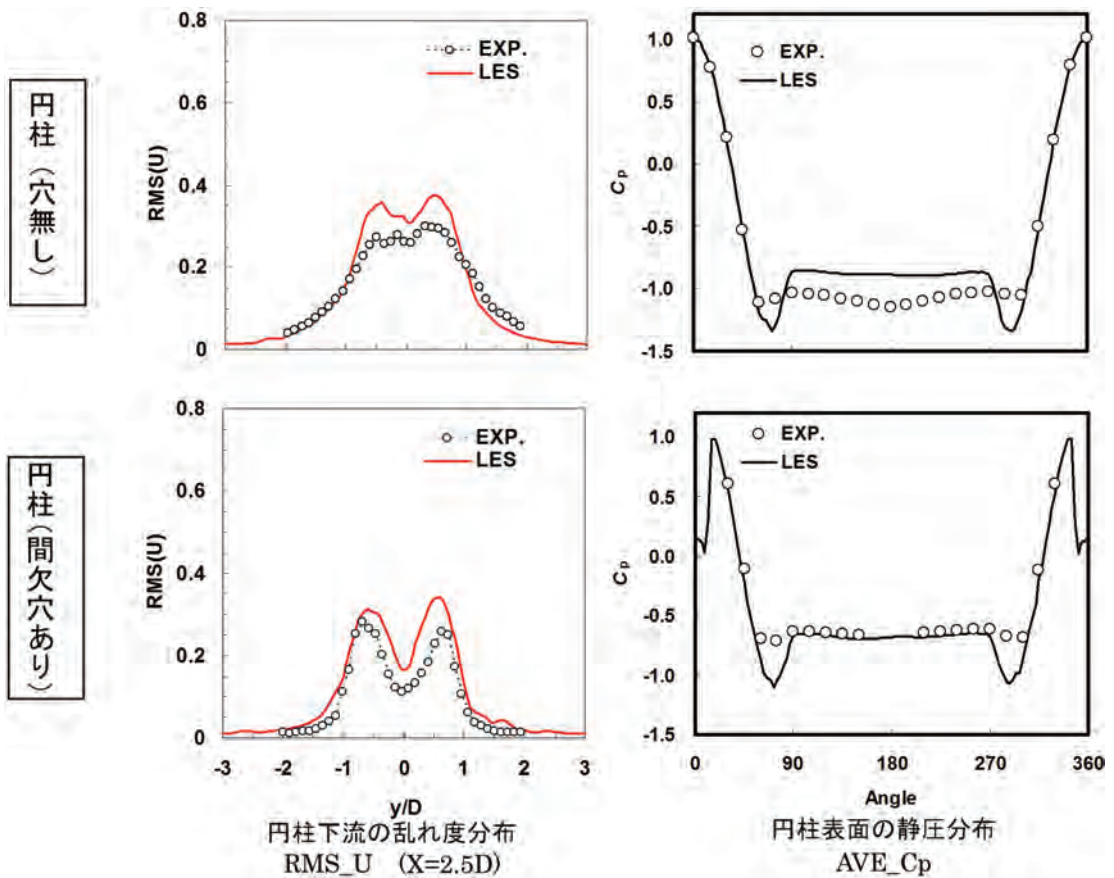 円柱（穴無し）
0.8
0.6
0.4
0.2
0
RMS(U)
EXP.
LES
1.0
0.5
0.0
-0.5
-1.0
-1.5
Cp
EXP.
LES
円柱（間欠穴あり）
0.8
0.6
0.4
0.2
0
RMS(U)
EXP.
LES
-3 -2 -1 0 1 2 3
y/D
円柱下流の乱れ度分布
RMS_U (X=2.5D)
1.0
0.5
0.0
-0.5
-1.0
-1.5
Cp
EXP.
LES
0 90 180 270 360
Angle
円柱表面の静圧分布
AVE_Cp